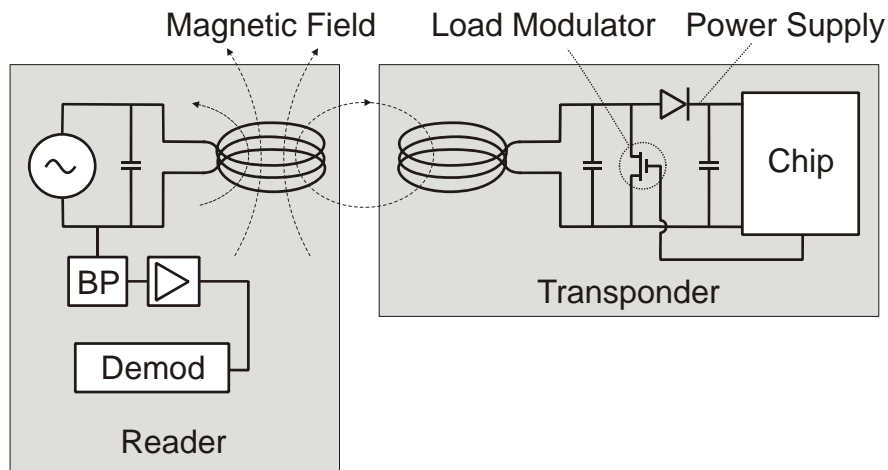 Magnetic Field
Load Modulator
Power Supply
Chip
BP
Transponder
Demod
Reader